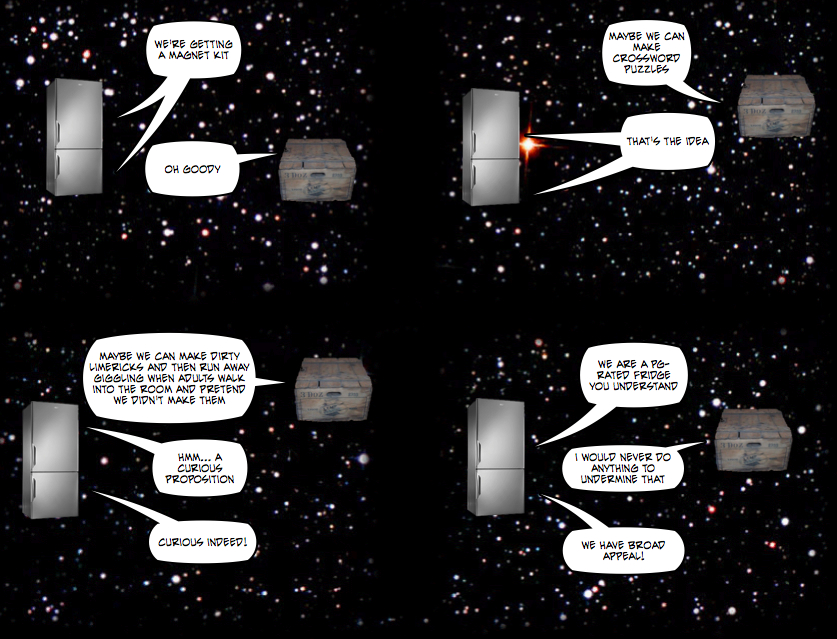 WE'RE GETTING
A MAGNET KIT
OH GOODY
MAYBE WE CAN
MAKE
CROSSWORD
PUZZLES
THAT'S THE IDEA
MAYBE WE CAN MAKE DIRTY
LIMERICKS AND THEN RUN AWAY
GIGGLING WHEN ADULTS WALK
INTO THE ROOM AND PRETEND
WE DIDN'T MAKE THEM
HMM... A
CURIOUS
PROPOSITION
CURIOUS INDEED!
WE ARE A PG-
RATED FRIDGE
YOU UNDERSTAND
I WOULD NEVER DO
ANYTHING TO
UNDERMINE THAT
WE HAVE BROAD
APPEAL!